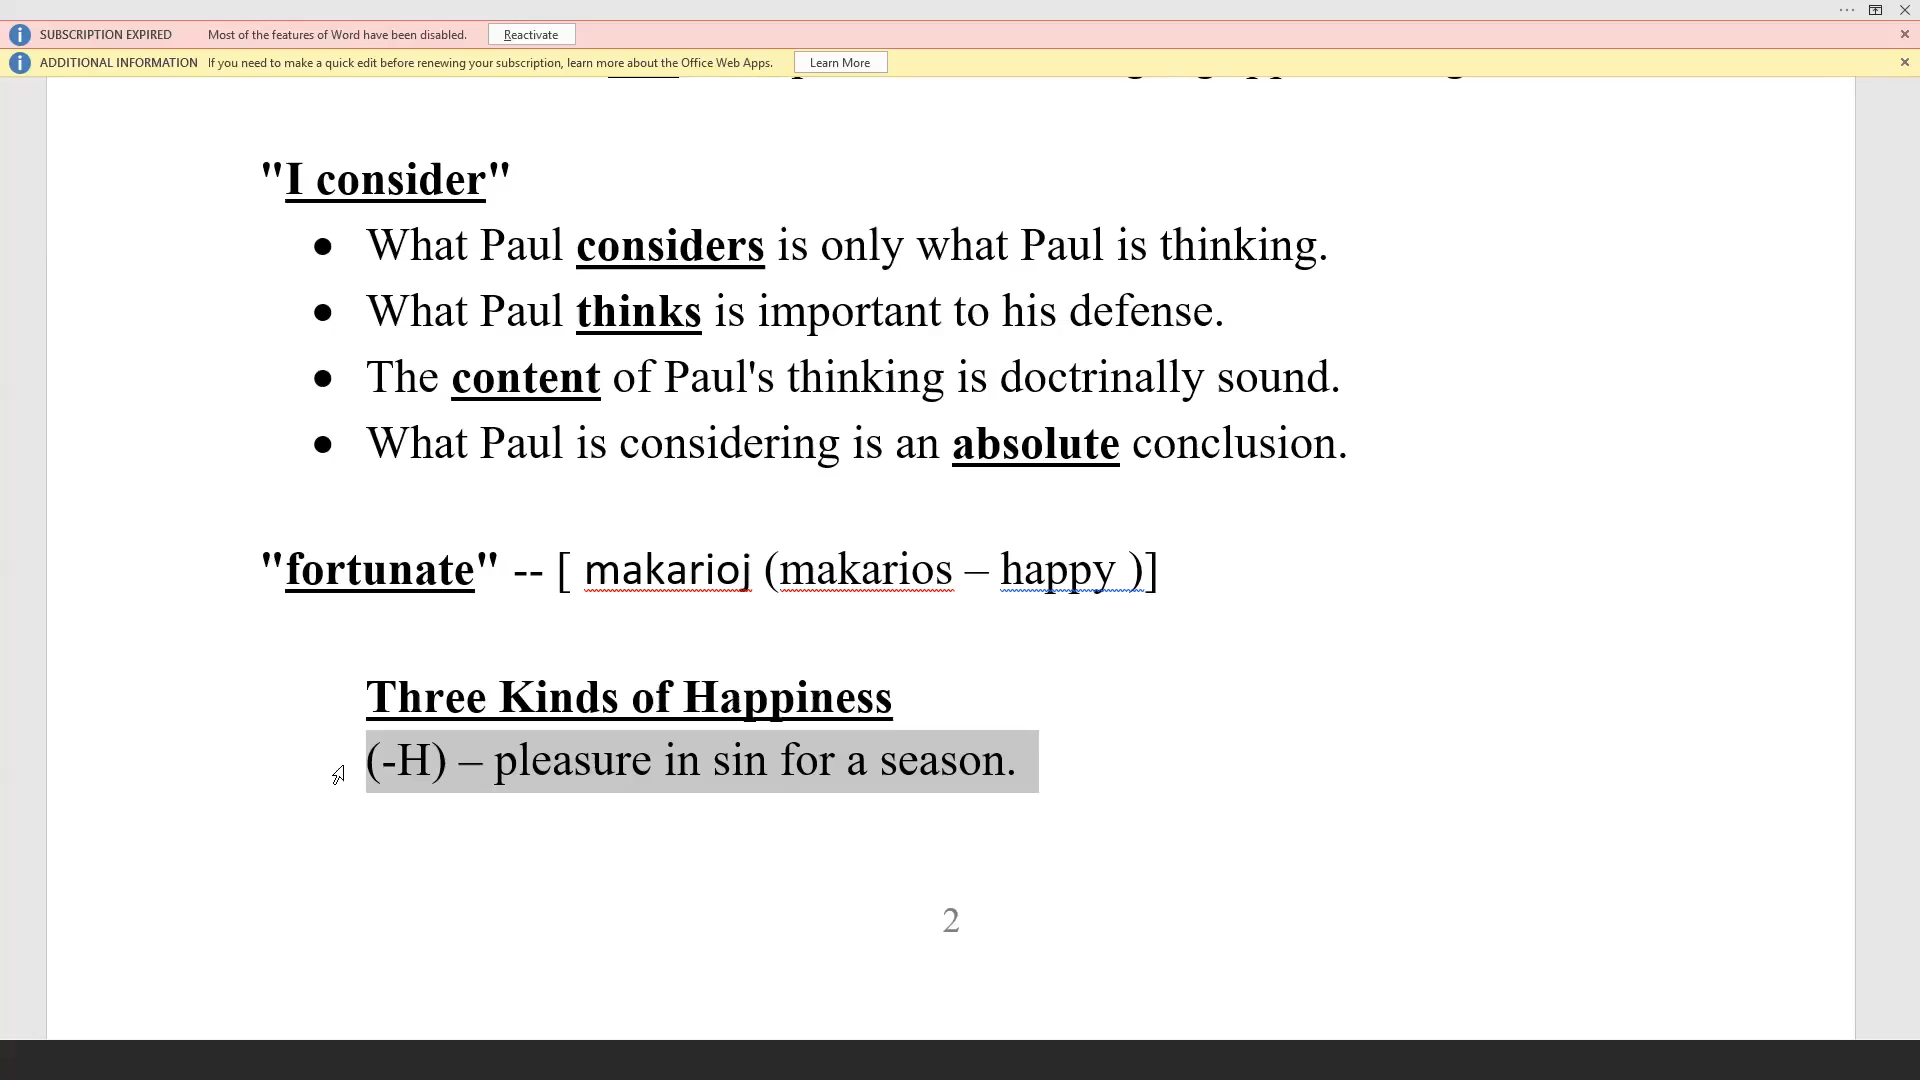 SUBSCRIPTION EXPIRED Most of the features of Word have been disabled. Reactivate
ADDITIONAL INFORMATION If you need to make a quick edit before renewing your subscription, learn more about the Office Web Apps. Learn More
"I consider"
• What Paul considers is only what Paul is thinking.
• What Paul thinks is important to his defense.
• The content of Paul's thinking is doctrinally sound.
• What Paul is considering is an absolute conclusion.
"fortunate" -- [ makarioj (makarios – happy )]
Three Kinds of Happiness
(-H) – pleasure in sin for a season.
2